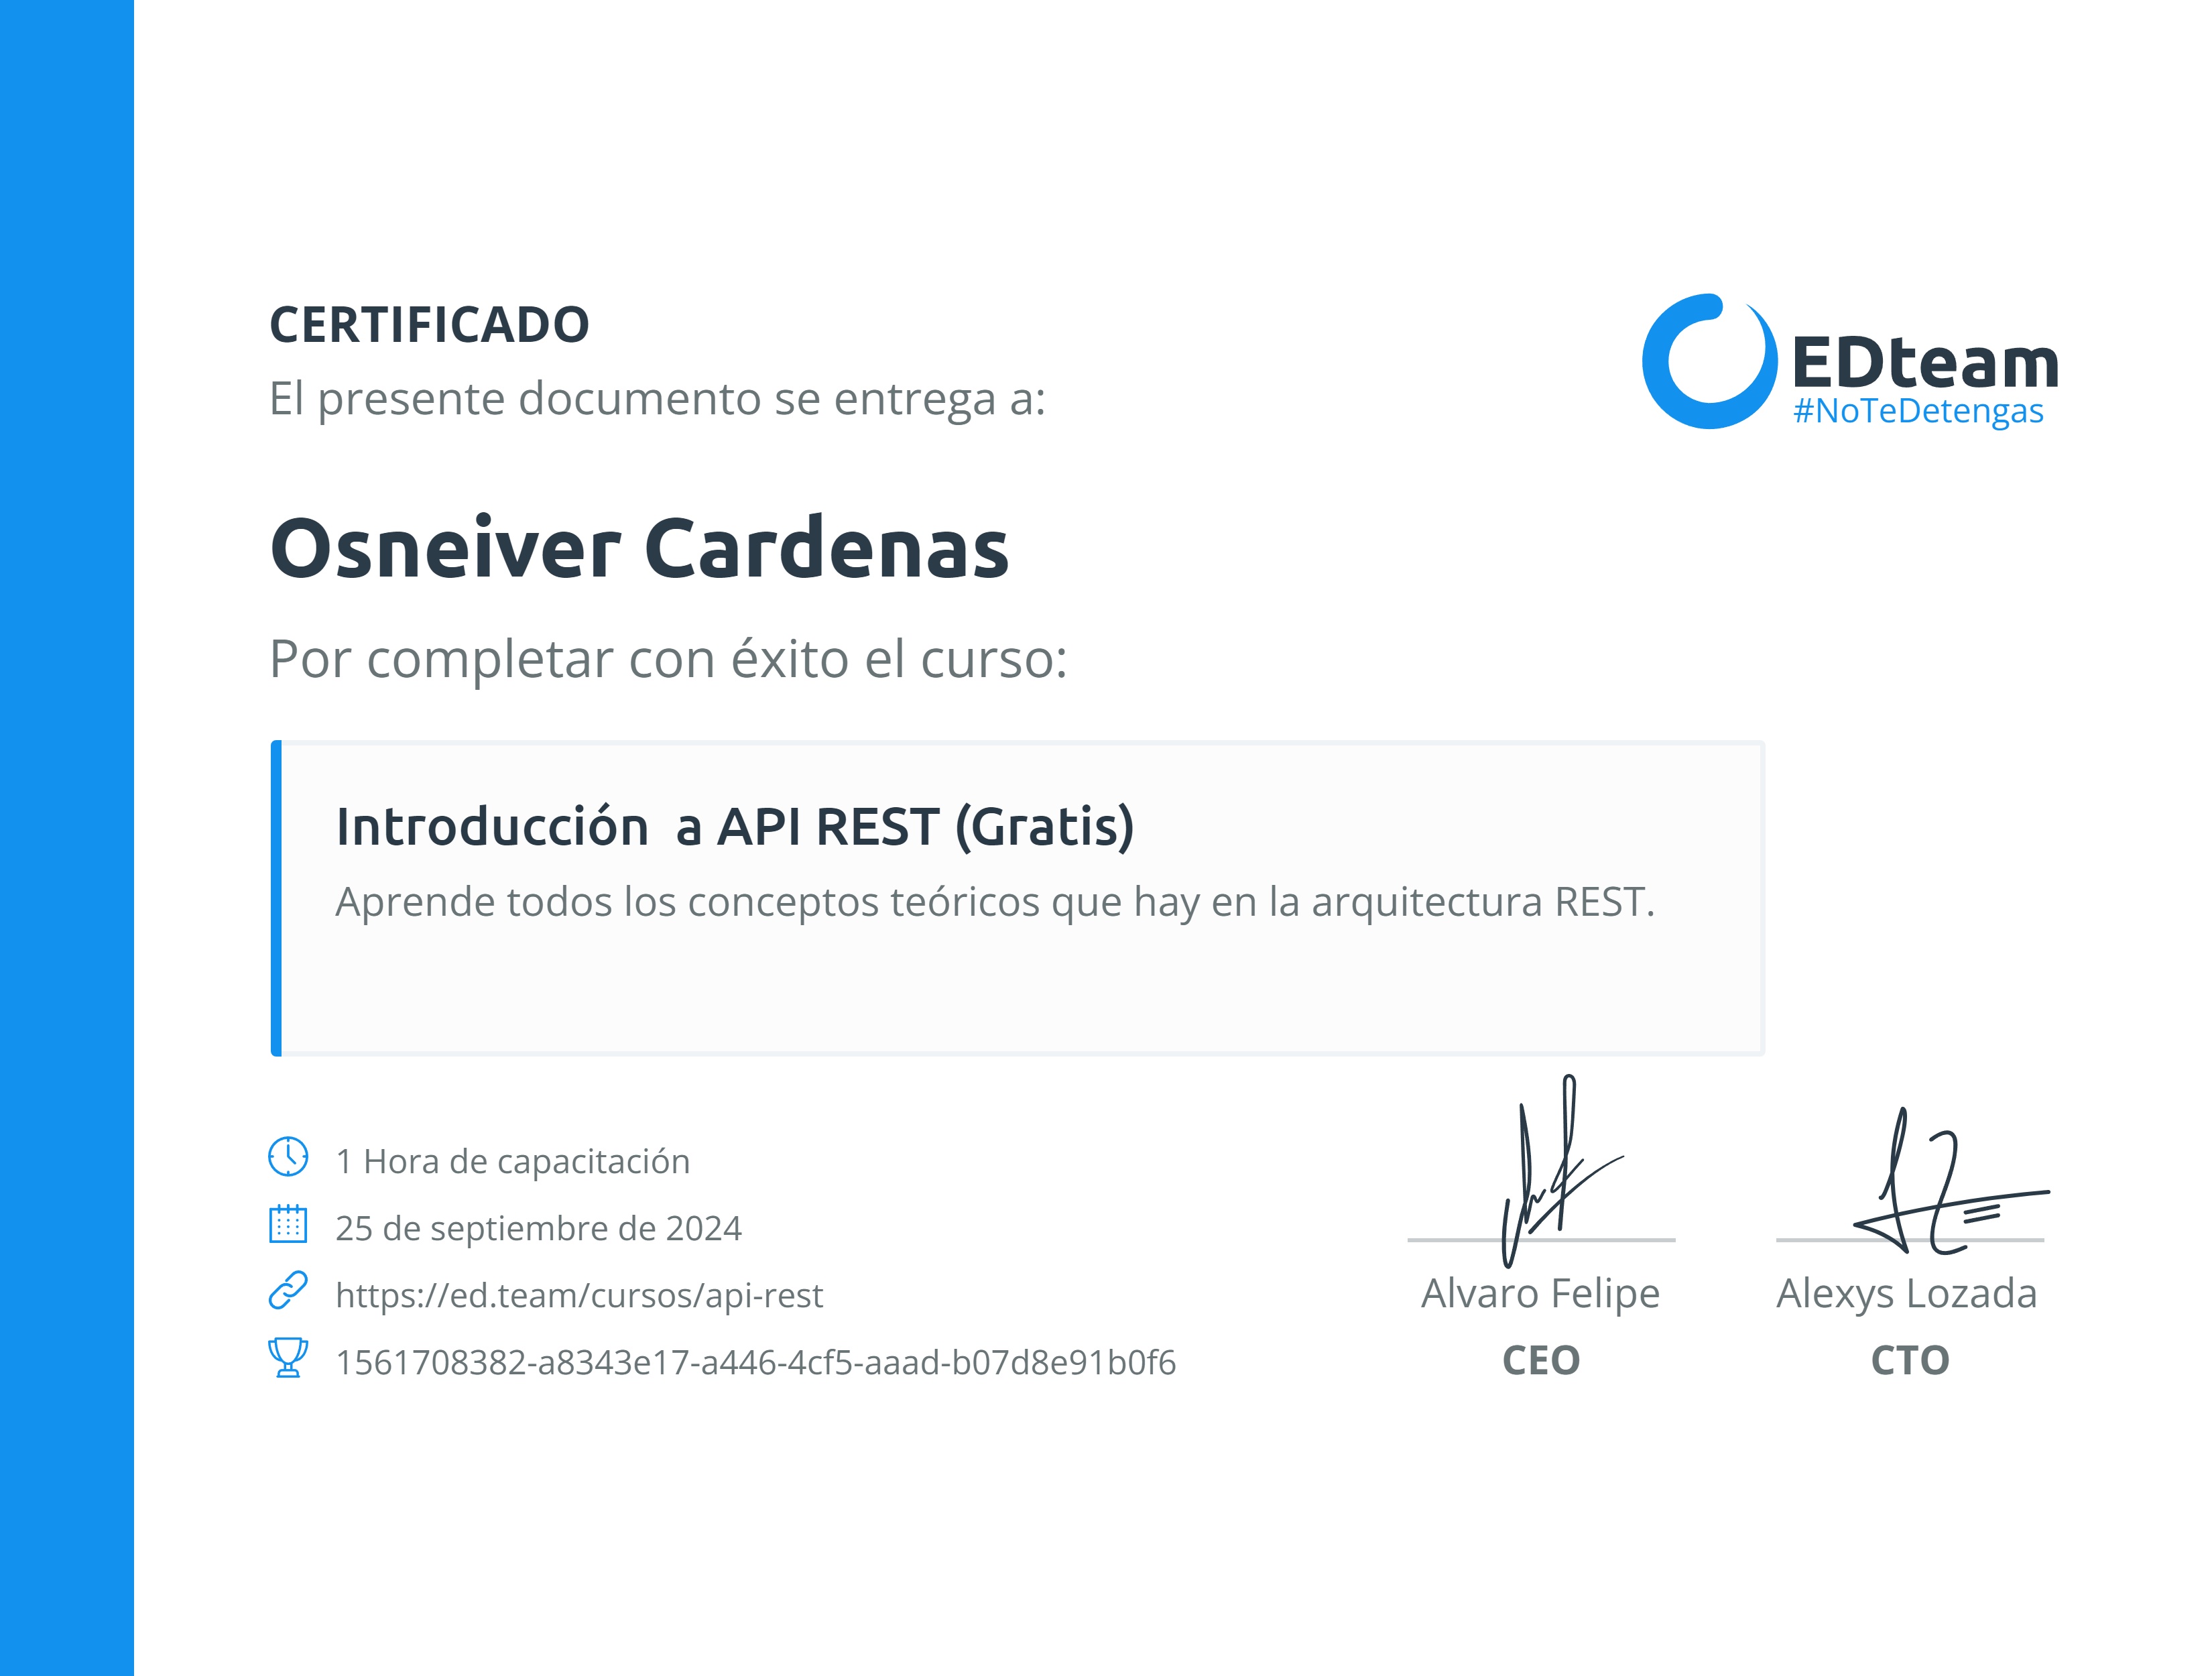 CERTIFICADO
El presente documento se entrega a:
EDteam
#NoTeDetengas
Osneiver Cardenas
Por completar con éxito el curso:
Introducción  a API REST (Gratis)
Aprende todos los conceptos teóricos que hay en la arquitectura REST.
1 Hora de capacitación
25 de septiembre de 2024
https://ed.team/cursos/api-rest
1561708382-a8343e17-a446-4cf5-aaad-b07d8e91b0f6
Alvaro Felipe
CEO
Alexys Lozada
CTO